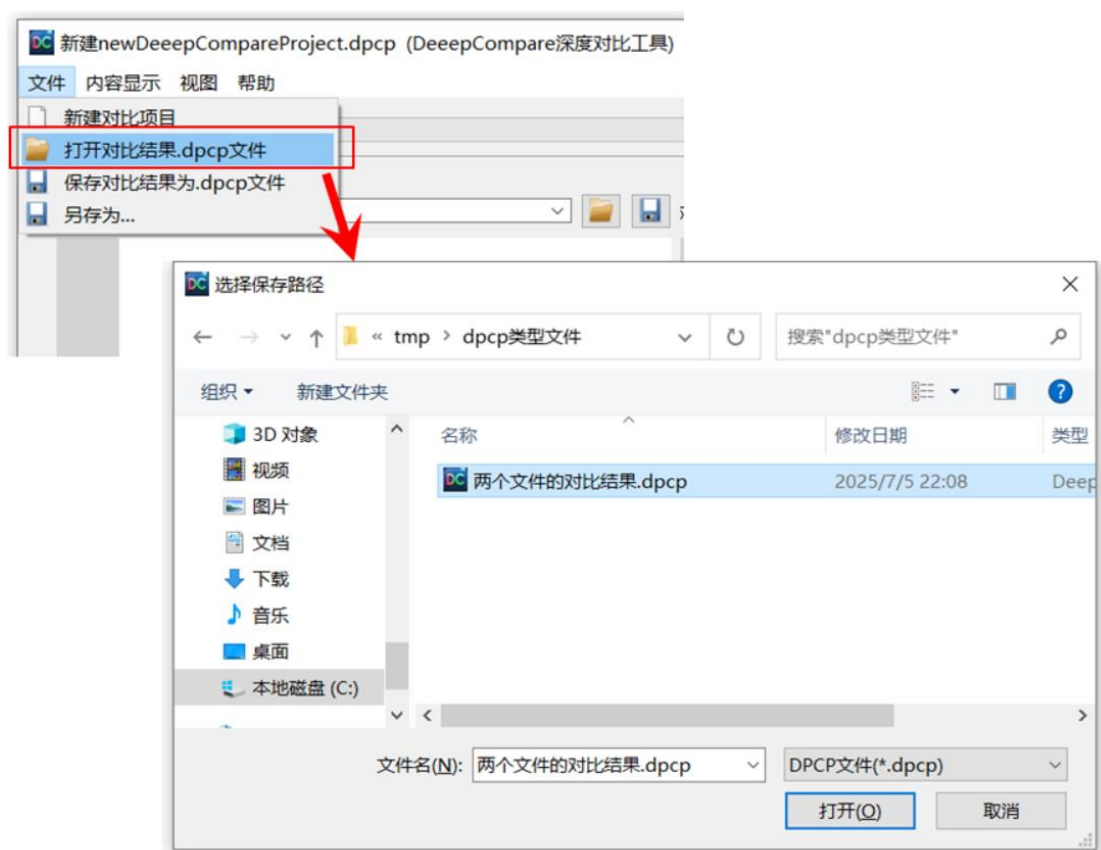 DC 新建newDeeepCompareProject.dpcp (DeeepCompare深度对比工具)
文件 内容显示 视图 帮助
新建对比项目
打开对比结果.dpcp文件
保存对比结果为.dpcp文件
另存为...
DC 选择保存路径
« tmp > dpcp类型文件
搜索"dpcp类型文件"
组织 新建文件夹
3D 对象
视频
图片
文档
下载
音乐
桌面
本地磁盘 (C:)
名称 修改日期 类型
DC 两个文件的对比结果.dpcp 2025/7/5 22:08 Deep
文件名(N): 两个文件的对比结果.dpcp DPCP文件(*.dpcp)
打开(O) 取消